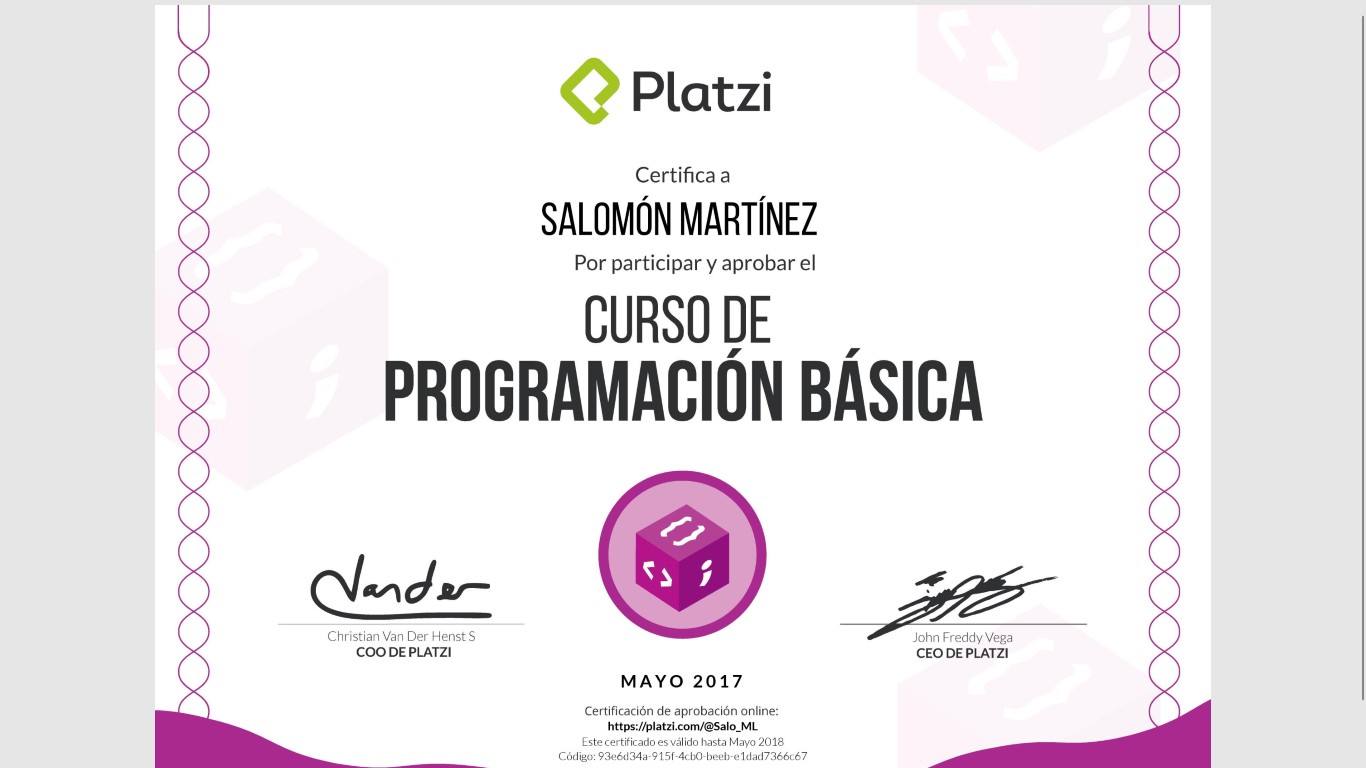 Platzi
Certifica a
SALOMÓN MARTÍNEZ
Por participar y aprobar el
CURSO DE
PROGRAMACIÓN BÁSICA
Vander
Christian Van Der Henst S
COO DE PLATZI
John Freddy Vega
CEO DE PLATZI
MAYO 2017
Certificación de aprobación online:
https://platzi.com/@Salo_ML
Este certificado es válido hasta Mayo 2018
Código: 93e6d34a-915f-4cb0-beeb-e1dad7366c67